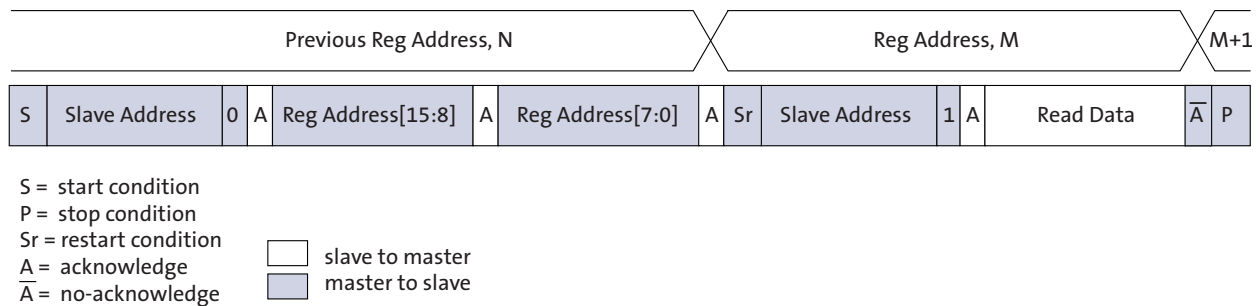 Previous Reg Address, N Reg Address, M M+1
S Slave Address 0 A Reg Address[15:8] A Reg Address[7:0] A Sr Slave Address 1 A Read Data A̅ P
S = start condition
P = stop condition
Sr = restart condition
A = acknowledge
A̅ = no-acknowledge
slave to master
master to slave